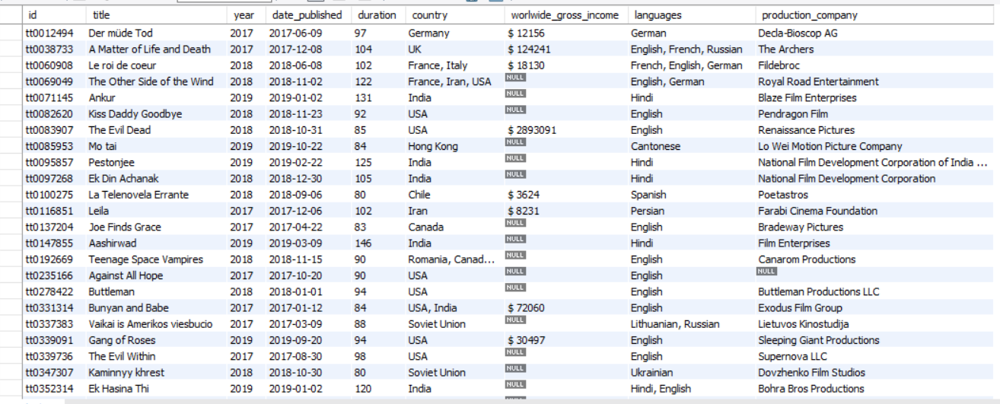 id title year date_published duration country worlwide_gross_income languages production_company
tt0012494 Der müde Tod 2017 2017-06-09 97 Germany $ 12156 German Decla-Bioscop AG
tt0038733 A Matter of Life and Death 2017 2017-12-08 104 UK $ 124241 English, French, Russian The Archers
tt0060908 Le roi de coeur 2018 2018-06-08 102 France, Italy $ 18130 French, English, German Fildebroc
tt0069049 The Other Side of the Wind 2018 2018-11-02 122 France, Iran, USA NULL English, German Royal Road Entertainment
tt0071145 Ankur 2019 2019-01-02 131 India NULL Hindi Blaze Film Enterprises
tt0082620 Kiss Daddy Goodbye 2018 2018-11-23 92 USA NULL English Pendragon Film
tt0083907 The Evil Dead 2018 2018-10-31 85 USA $ 2893091 English Renaissance Pictures
tt0085953 Mo tai 2019 2019-10-22 84 Hong Kong NULL Cantonese Lo Wei Motion Picture Company
tt0095857 Pestonjee 2019 2019-02-22 125 India NULL Hindi National Film Development Corporation of India ...
tt0097268 Ek Din Achanak 2018 2018-12-30 105 India NULL Hindi National Film Development Corporation
tt0100275 La Telenovela Errante 2018 2018-09-06 80 Chile $ 3624 Spanish Poetastros
tt0116851 Leila 2017 2017-12-06 102 Iran $ 8231 Persian Farabi Cinema Foundation
tt0137204 Joe Finds Grace 2017 2017-04-22 83 Canada NULL English Bradeway Pictures
tt0147855 Aashirwad 2019 2019-03-09 146 India NULL Hindi Film Enterprises
tt0192669 Teenage Space Vampires 2018 2018-11-15 90 Romania, Canad... NULL English Canarom Productions
tt0235166 Against All Hope 2017 2017-10-20 90 USA NULL English NULL
tt0278422 Buttleman 2018 2018-01-01 94 USA NULL English Buttleman Productions LLC
tt0331314 Bunyan and Babe 2017 2017-01-12 84 USA, India $ 72060 English Exodus Film Group
tt0337383 Vaikai is Amerikos viesbucio 2017 2017-03-09 88 Soviet Union NULL Lithuanian, Russian Lietuvos Kinostudija
tt0339091 Gang of Roses 2019 2019-09-20 94 USA $ 30497 English Sleeping Giant Productions
tt0339736 The Evil Within 2017 2017-08-30 98 USA NULL English Supernova LLC
tt0347307 Kaminnyy khrest 2018 2018-10-30 80 Soviet Union NULL Ukrainian Dovzhenko Film Studios
tt0352314 Ek Hasina Thi 2019 2019-01-02 120 India NULL Hindi, English Bohra Bros Productions